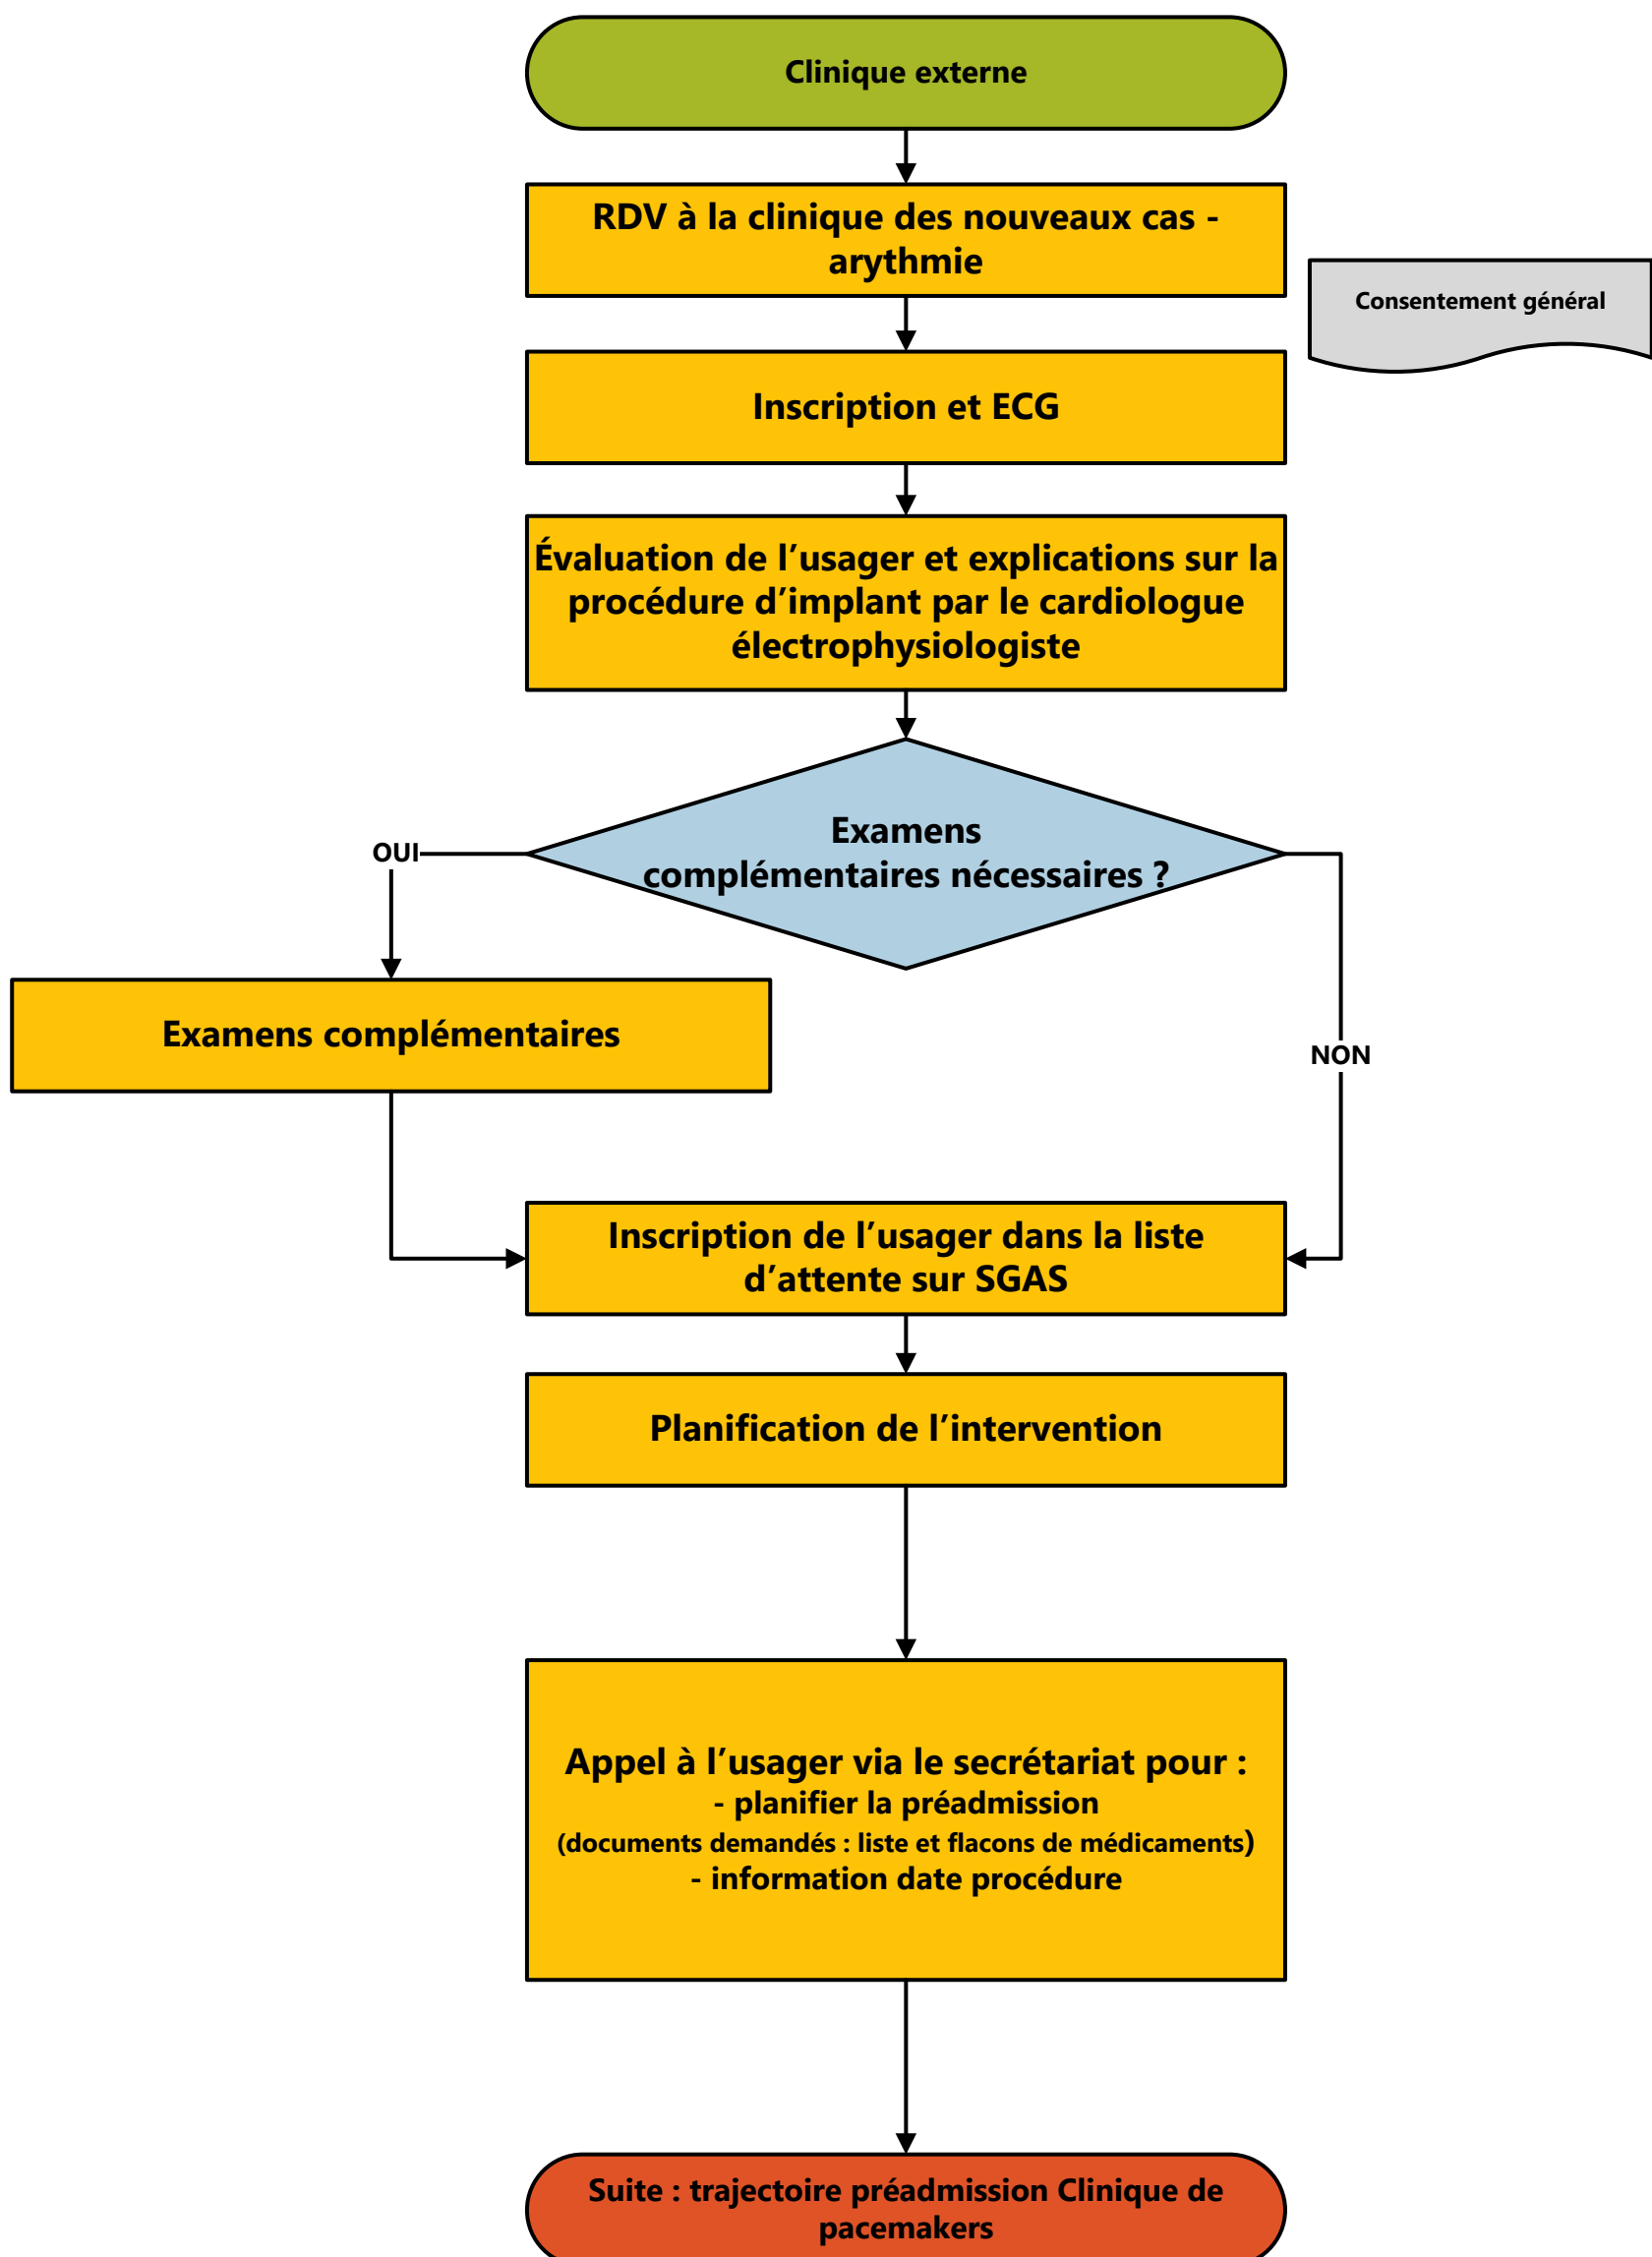 Clinique externe
RDV à la clinique des nouveaux cas -
arythmie
Consentement général
Inscription et ECG
Évaluation de l’usager et explications sur la
procédure d’implant par le cardiologue
électrophysiologiste
Examens
complémentaires nécessaires ?
OUI
Examens complémentaires
NON
Inscription de l’usager dans la liste
d’attente sur SGAS
Planification de l’intervention
Appel à l’usager via le secrétariat pour :
- planifier la préadmission
(documents demandés : liste et flacons de médicaments)
- information date procédure
Suite : trajectoire préadmission Clinique de
pacemakers